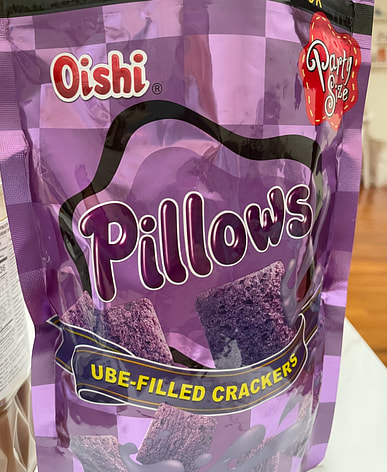 Oishi®
Party
Size
Pillows
UBE-FILLED CRACKERS